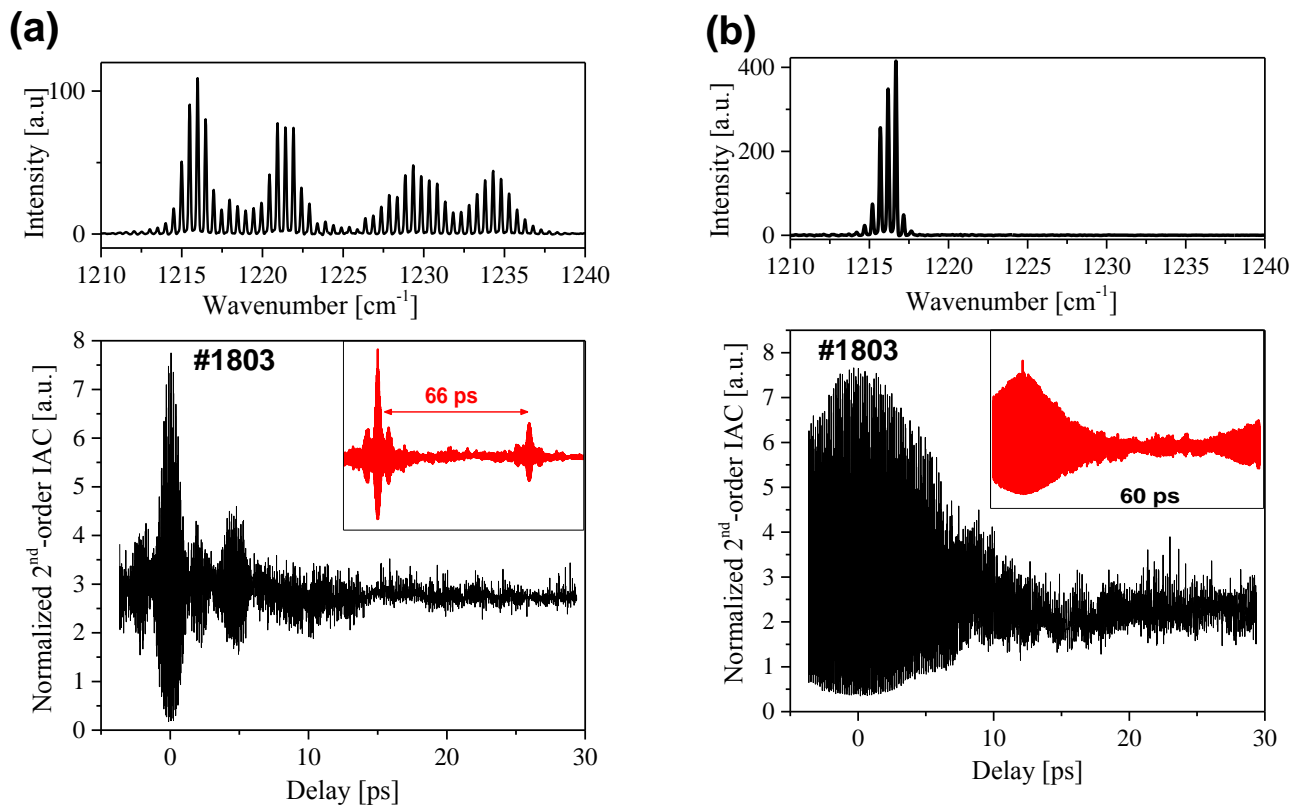 (a)
100
0
Intensity [a.u]
1210 1215 1220 1225 1230 1235 1240
Wavenumber [cm-1]
8
7
6
5
4
3
2
1
0
Normalized 2nd-order IAC [a.u.]
#1803
66 ps
0 10 20 30
Delay [ps]
(b)
400
200
0
Intensity [a.u.]
1210 1215 1220 1225 1230 1235 1240
Wavenumber [cm-1]
8
7
6
5
4
3
2
1
0
Normalized 2nd-order IAC [a.u.]
#1803
60 ps
0 10 20 30
Delay [ps]